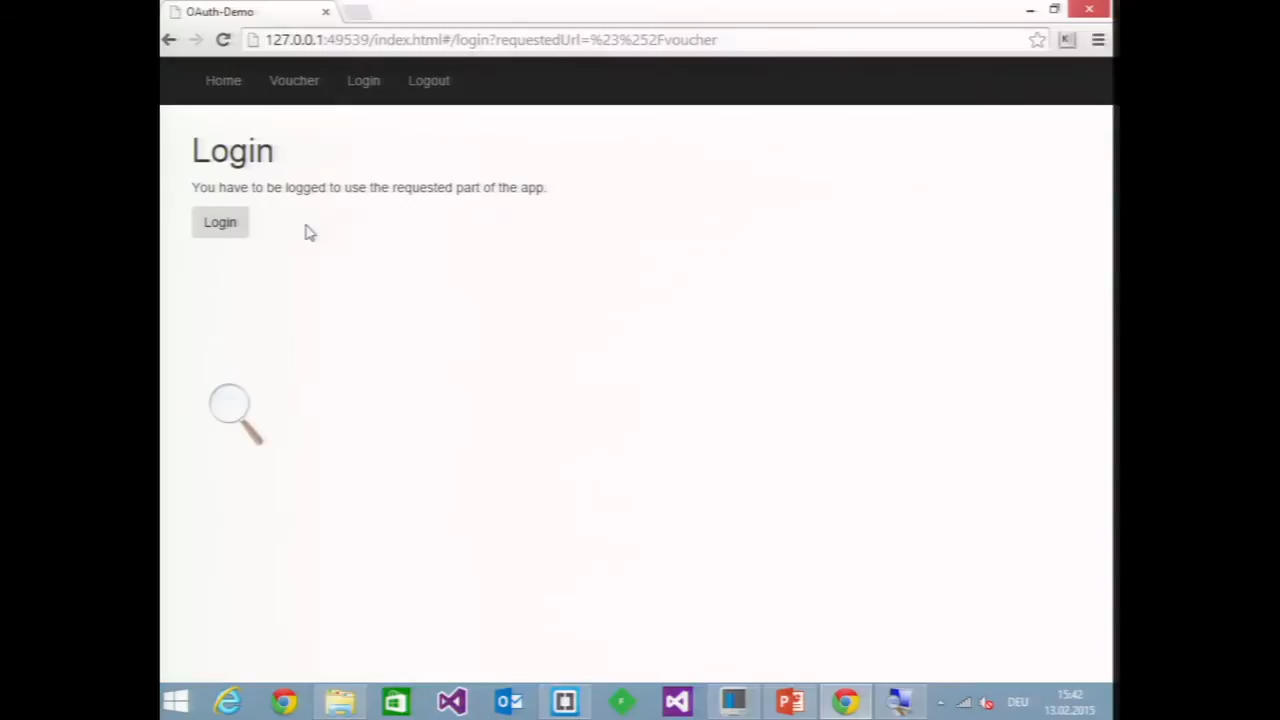 OAuth-Demo
127.0.0.1:49539/index.html#/login?requestedUrl=%23%252Fvoucher
Home Voucher Login Logout
Login
You have to be logged to use the requested part of the app.
Login
15:42
DEU
13.02.2015